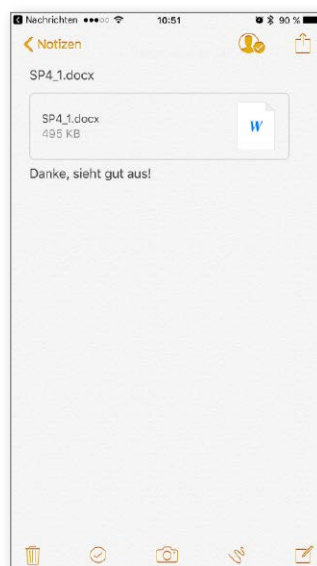 Nachrichten 10:51 90 %
Notizen
SP4_1.docx
SP4_1.docx
495 KB
W
Danke, sieht gut aus!